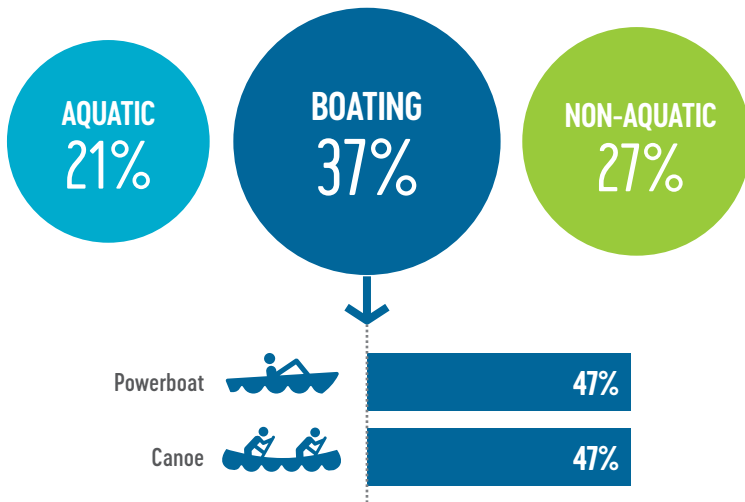 AQUATIC
21%
BOATING
37%
NON-AQUATIC
27%
Powerboat 47%
Canoe 47%